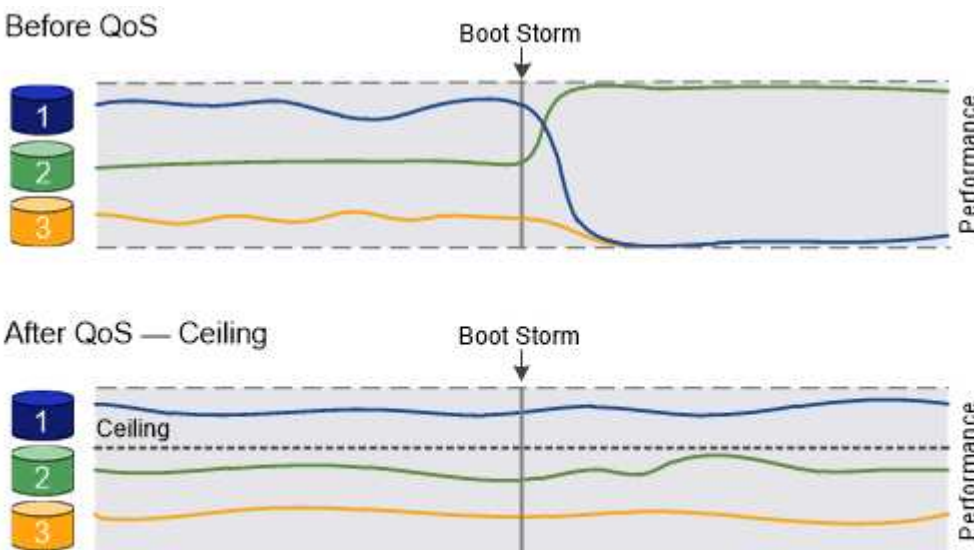 Before QoS
Boot Storm
1
2
3
Performance
After QoS — Ceiling
Boot Storm
1
Ceiling
2
3
Performance